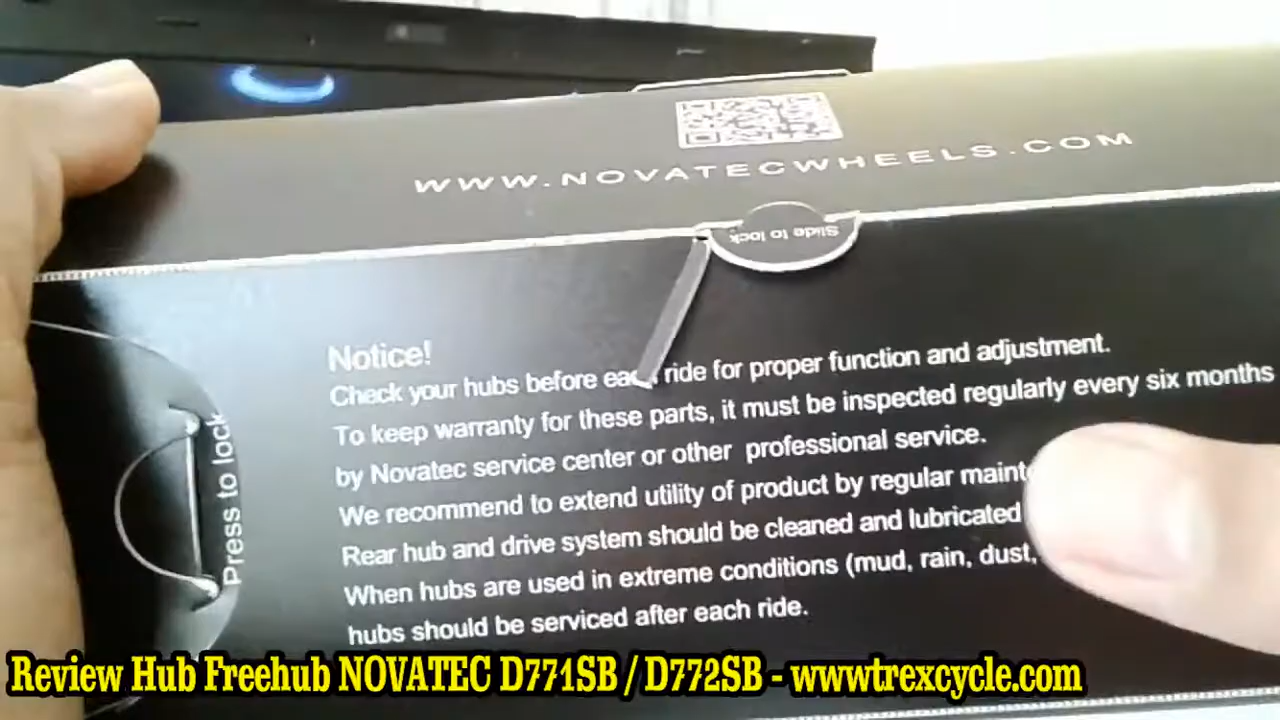 WWW.NOVATECWHEELS.COM
Slide to lock
Notice!
Check your hubs before each ride for proper function and adjustment.
To keep warranty for these parts, it must be inspected regularly every six months
by Novatec service center or other professional service.
We recommend to extend utility of product by regular
Rear hub and drive system should be cleaned and lubricated
When hubs are used in extreme conditions (mud, rain, dust,
hubs should be serviced after each ride.
Press to lock
Review Hub Freehub NOVATEC D771SB / D772SB - wwwtrexcycle.com